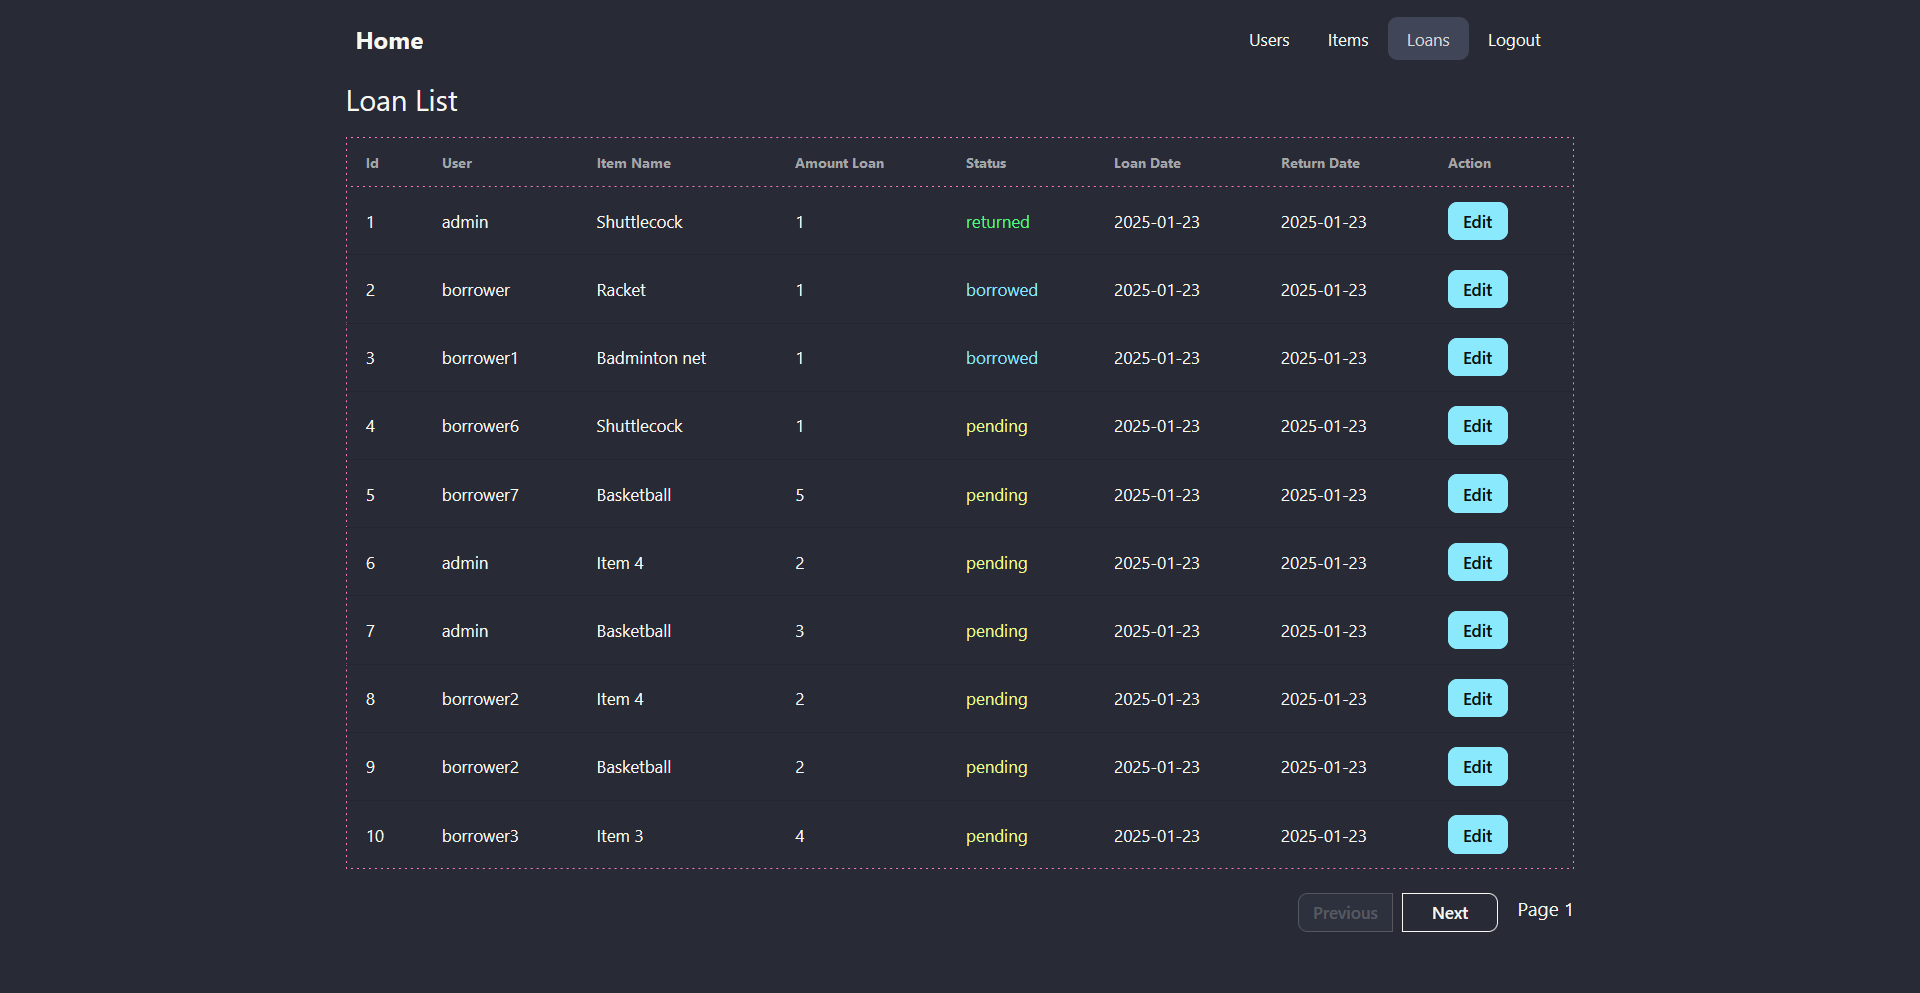 Home Users Items Loans Logout
Loan List
Id User Item Name Amount Loan Status Loan Date Return Date Action
1 admin Shuttlecock 1 returned 2025-01-23 2025-01-23 Edit
2 borrower Racket 1 borrowed 2025-01-23 2025-01-23 Edit
3 borrower1 Badminton net 1 borrowed 2025-01-23 2025-01-23 Edit
4 borrower6 Shuttlecock 1 pending 2025-01-23 2025-01-23 Edit
5 borrower7 Basketball 5 pending 2025-01-23 2025-01-23 Edit
6 admin Item 4 2 pending 2025-01-23 2025-01-23 Edit
7 admin Basketball 3 pending 2025-01-23 2025-01-23 Edit
8 borrower2 Item 4 2 pending 2025-01-23 2025-01-23 Edit
9 borrower2 Basketball 2 pending 2025-01-23 2025-01-23 Edit
10 borrower3 Item 3 4 pending 2025-01-23 2025-01-23 Edit
Previous Next Page 1